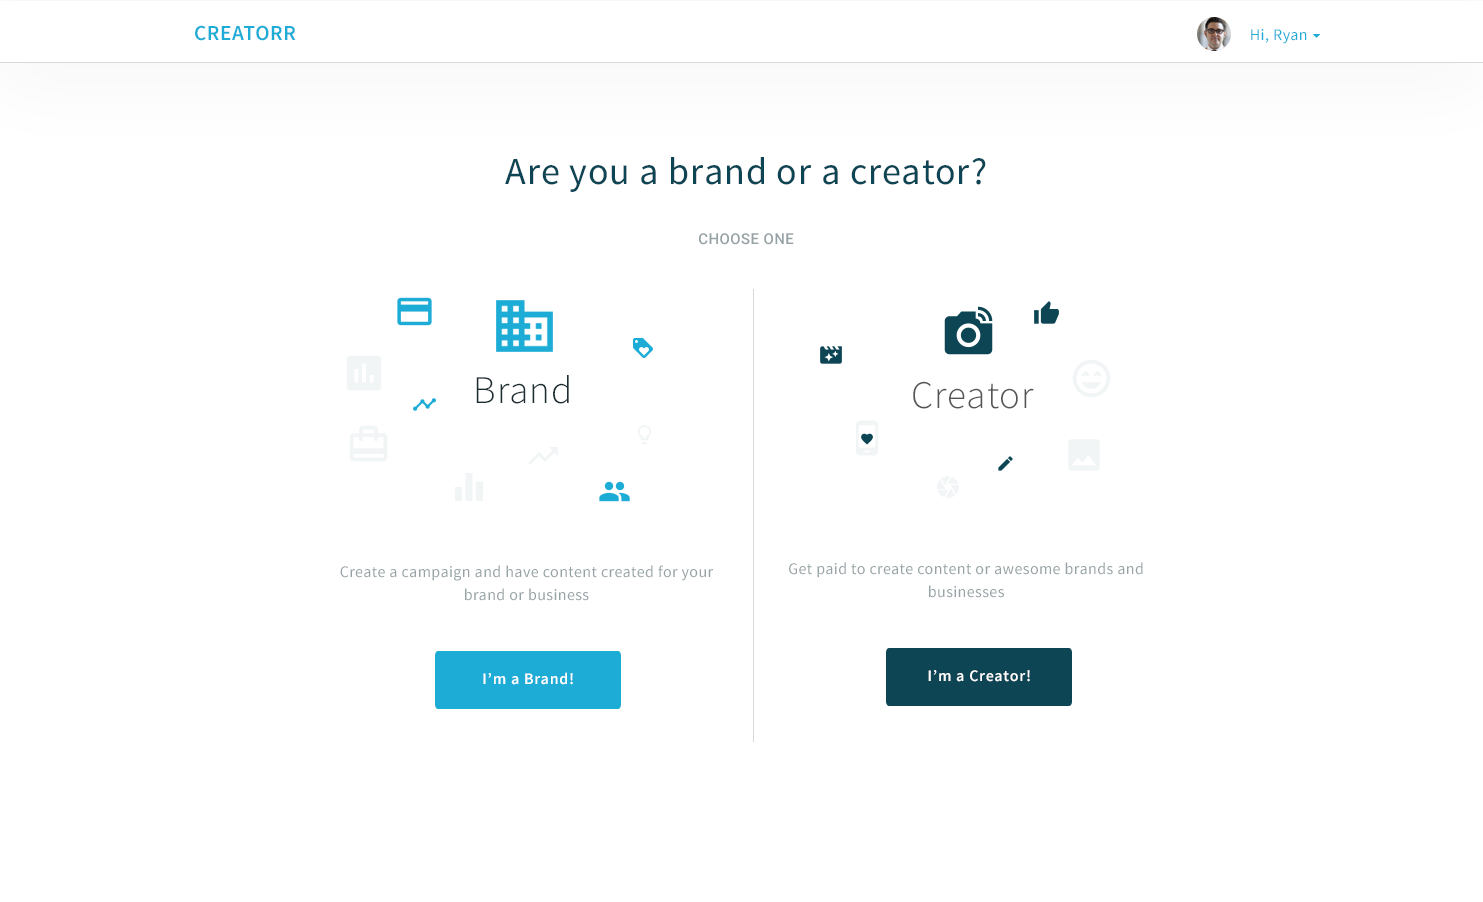 CREATORR
Hi, Ryan
Are you a brand or a creator?
CHOOSE ONE
Brand
Create a campaign and have content created for your
brand or business
I'm a Brand!
Creator
Get paid to create content or awesome brands and
businesses
I'm a Creator!